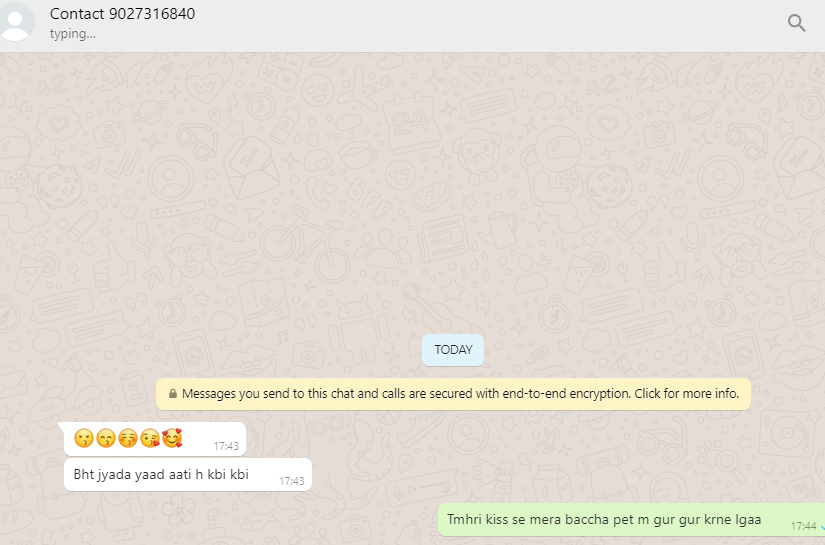 Contact 9027316840
typing...
TODAY
Messages you send to this chat and calls are secured with end-to-end encryption. Click for more info.
😗😙😚😘🥰 17:43
Bht jyada yaad aati h kbi kbi 17:43
Tmhri kiss se mera baccha pet m gur gur krne lgaa 17:44